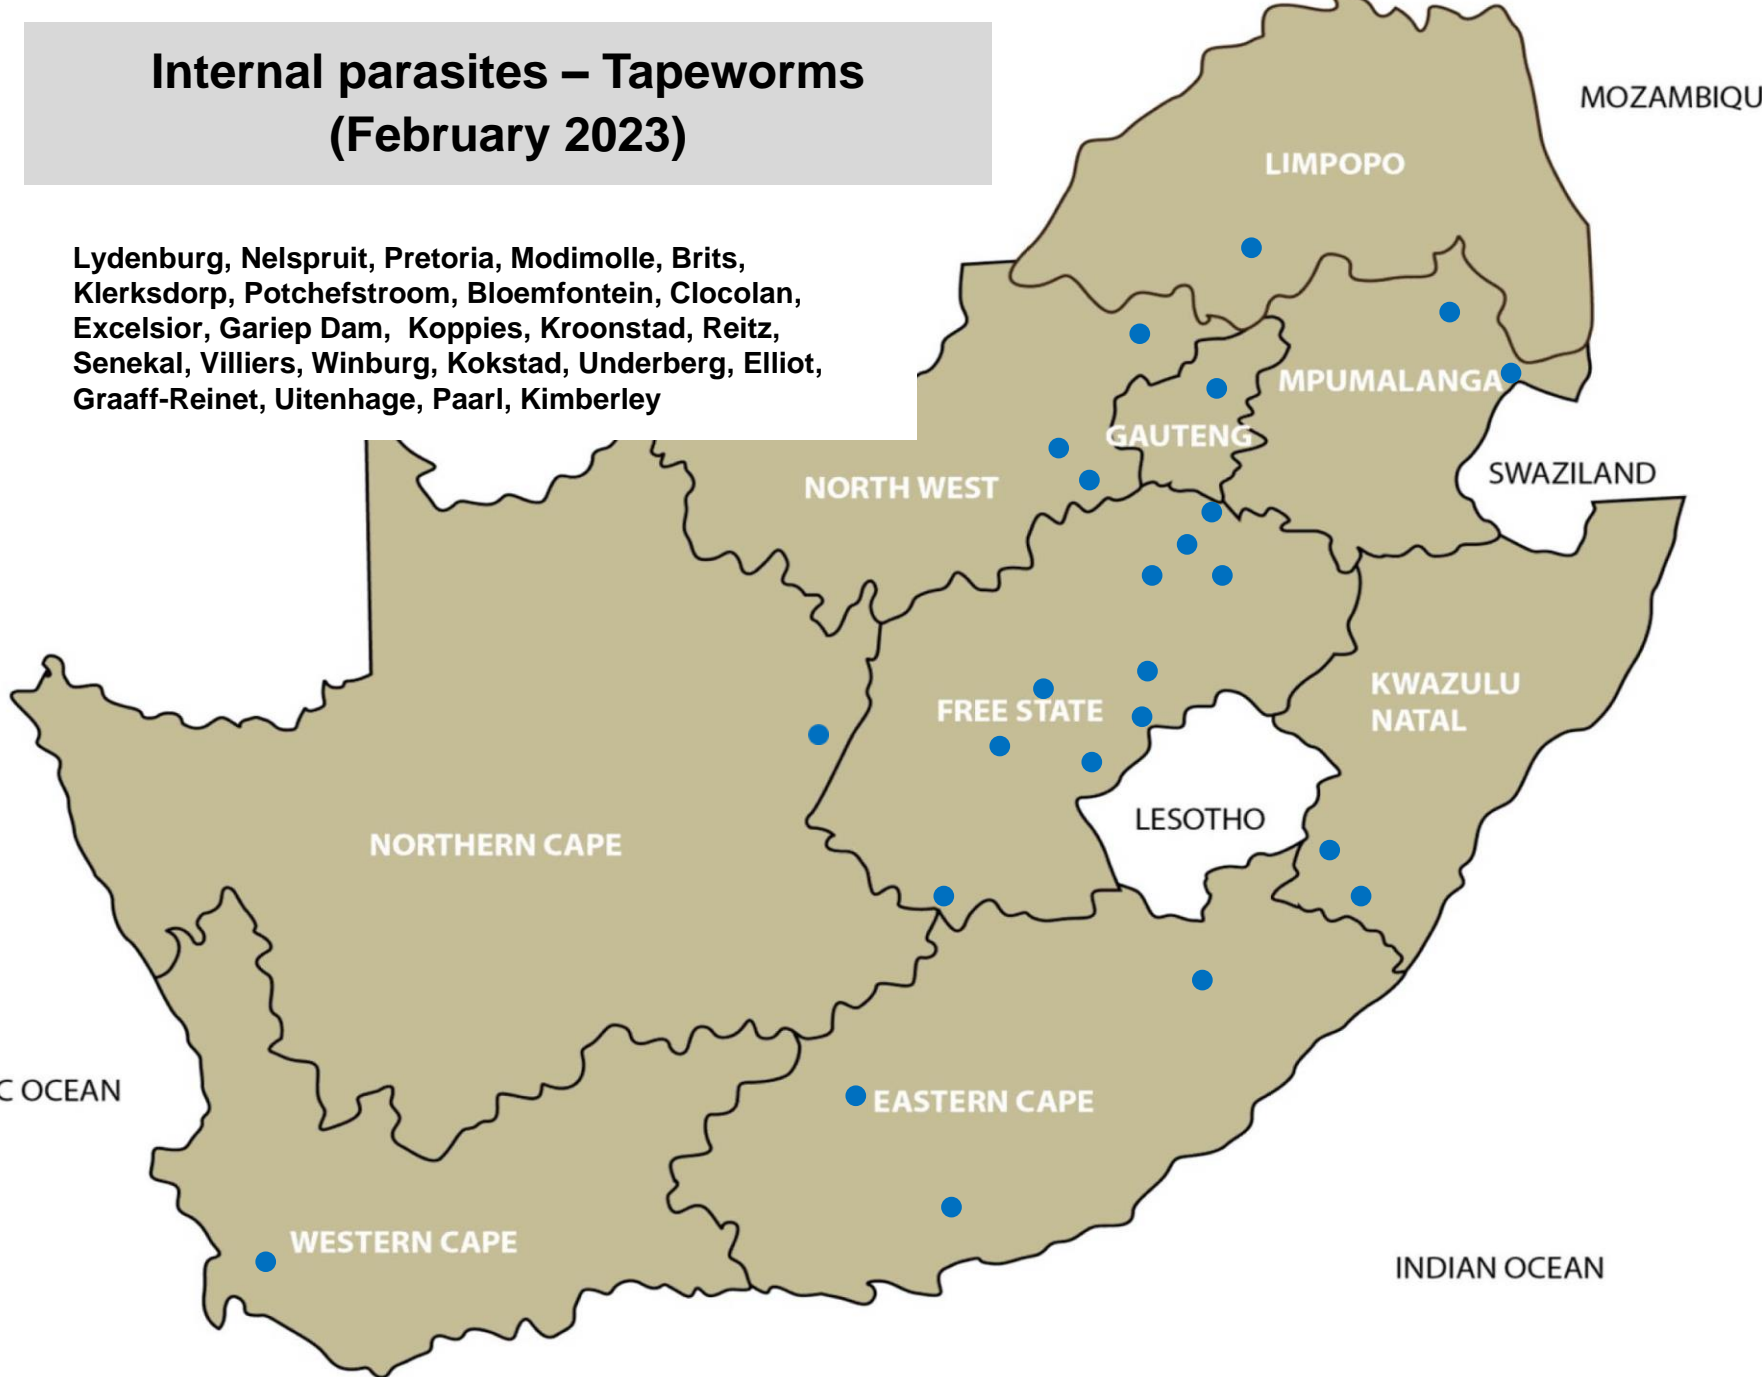 Internal parasites – Tapeworms
(February 2023)
Lydenburg, Nelspruit, Pretoria, Modimolle, Brits,
Klerksdorp, Potchefstroom, Bloemfontein, Clocolan,
Excelsior, Gariep Dam, Koppies, Kroonstad, Reitz,
Senekal, Villiers, Winburg, Kokstad, Underberg, Elliot,
Graaff-Reinet, Uitenhage, Paarl, Kimberley
MOZAMBIQU
LIMPOPO
MPUMALANGA
GAUTENG
SWAZILAND
NORTH WEST
KWAZULU
NATAL
FREE STATE
LESOTHO
NORTHERN CAPE
C OCEAN
EASTERN CAPE
WESTERN CAPE
INDIAN OCEAN